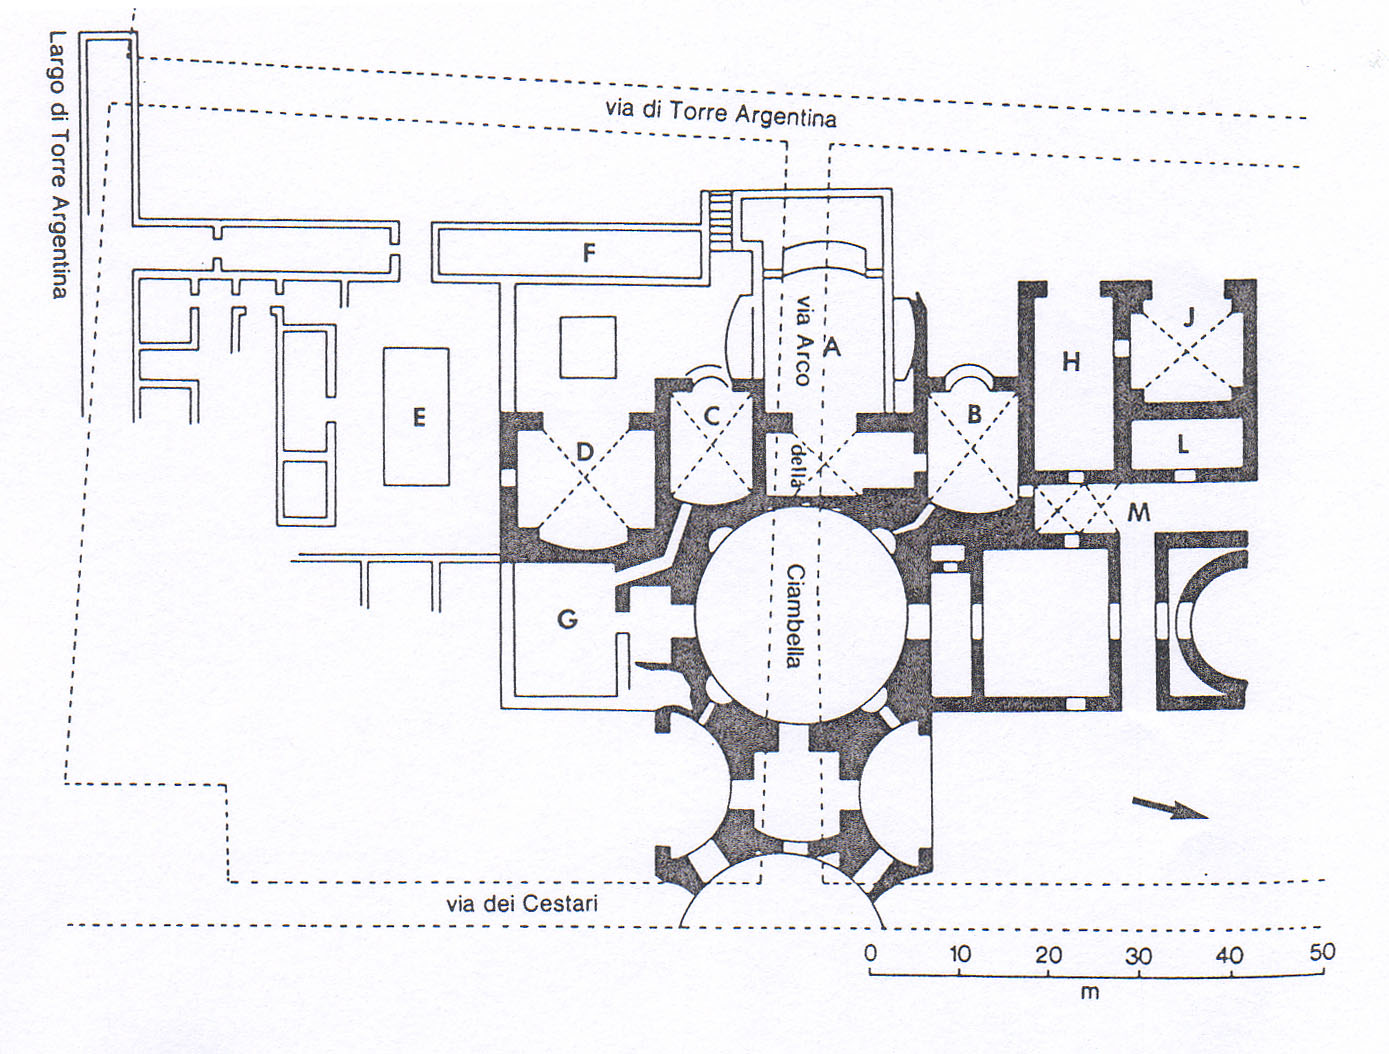 Largo di Torre Argentina
via di Torre Argentina
F
via Arco
A
J
H
E
C
B
D
della
L
M
Ciambella
G
via dei Cestari
0 10 20 30 40 50
m